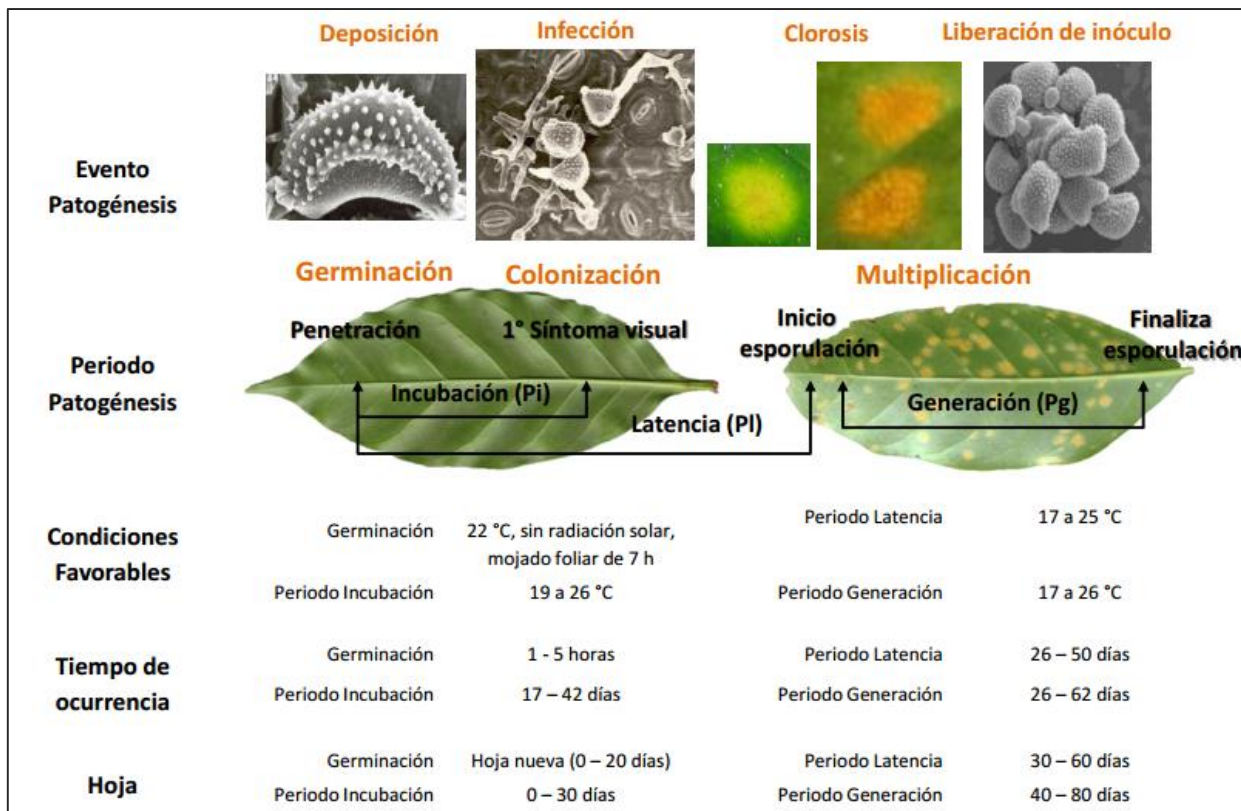 Deposición Infección Clorosis Liberación de inóculo
Evento
Patogénesis
Germinación Colonización Multiplicación
Penetración 1° Síntoma visual Inicio
esporulación Finaliza
esporulación
Periodo
Patogénesis
Incubación (Pi) Generación (Pg)
Latencia (Pl)
Condiciones
Favorables
Germinación 22 °C, sin radiación solar,
mojado foliar de 7 h
Periodo Latencia 17 a 25 °C
Periodo Incubación 19 a 26 °C Periodo Generación 17 a 26 °C
Tiempo de
ocurrencia
Germinación 1 - 5 horas Periodo Latencia 26 – 50 días
Periodo Incubación 17 – 42 días Periodo Generación 26 – 62 días
Hoja
Germinación Hoja nueva (0 – 20 días) Periodo Latencia 30 – 60 días
Periodo Incubación 0 – 30 días Periodo Generación 40 – 80 días